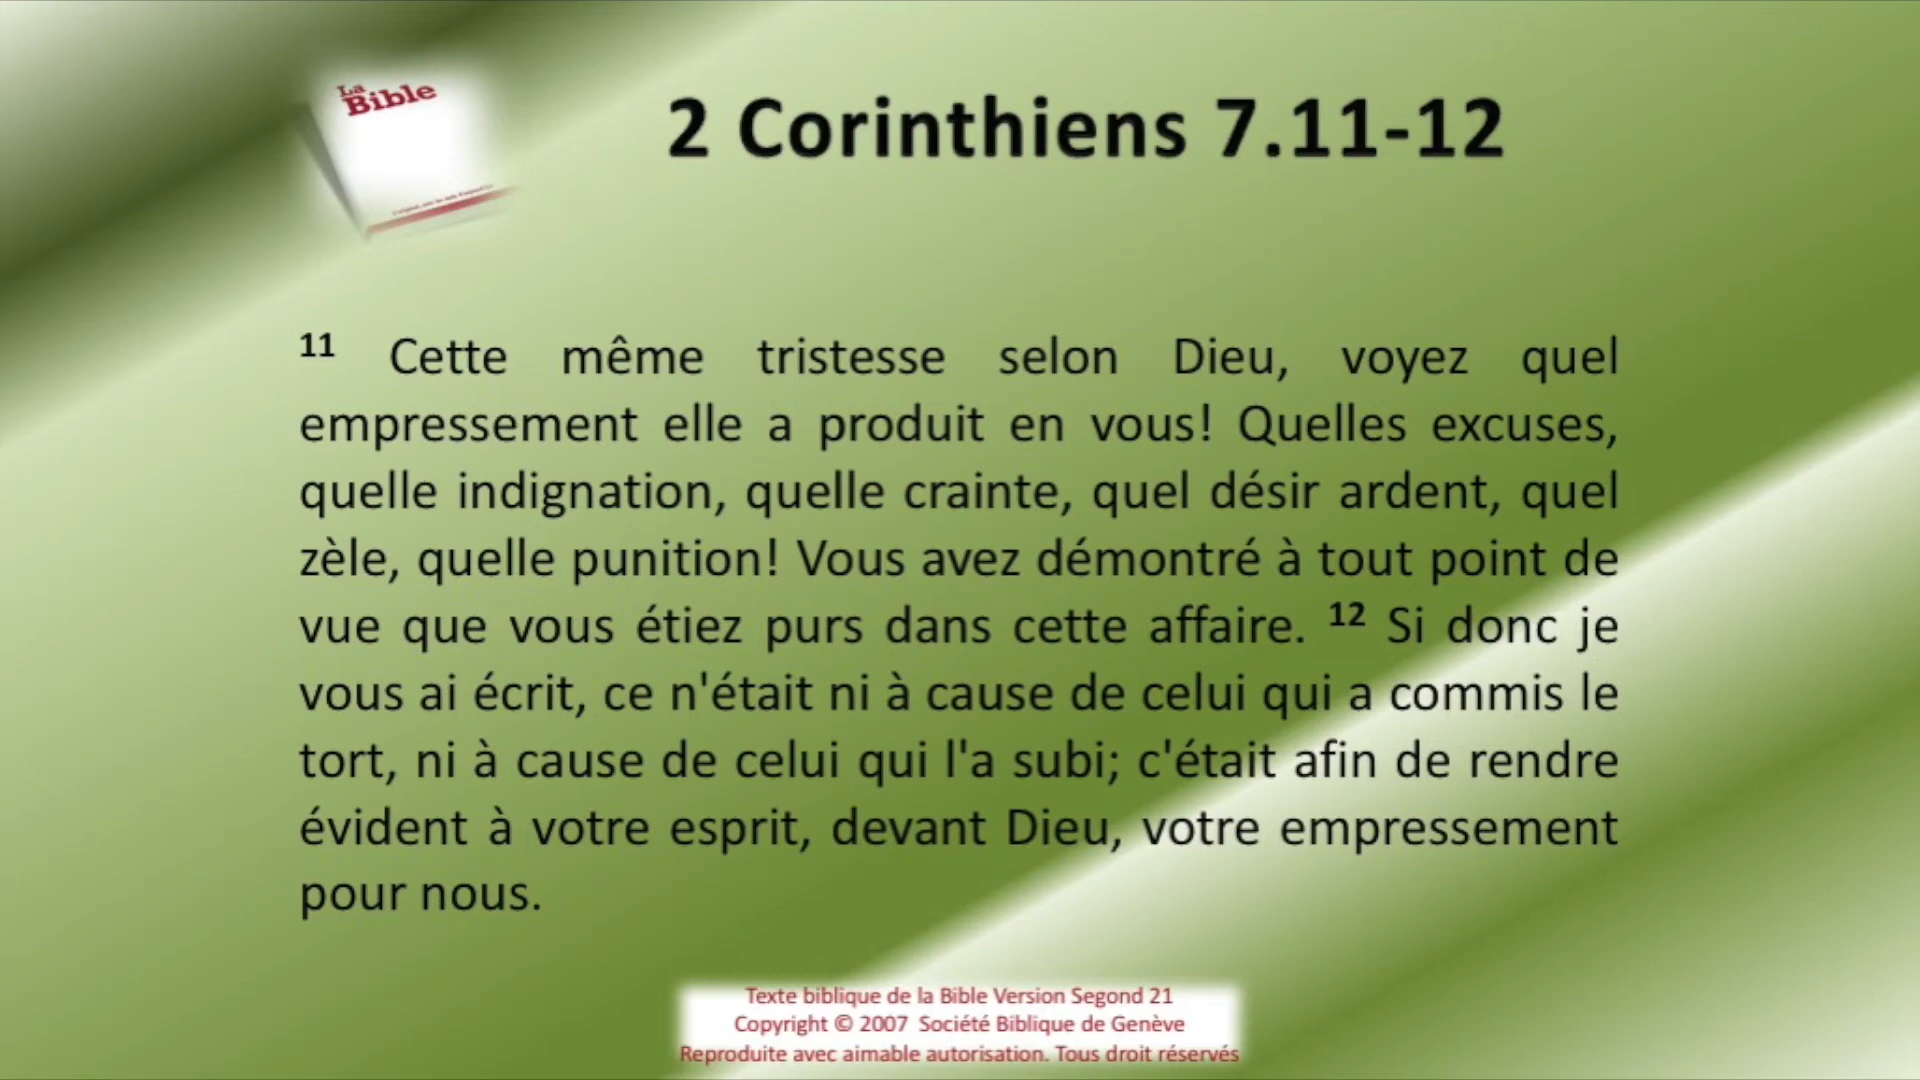 La
Bible
2 Corinthiens 7.11-12
11 Cette même tristesse selon Dieu, voyez quel
empressement elle a produit en vous! Quelles excuses,
quelle indignation, quelle crainte, quel désir ardent, quel
zèle, quelle punition! Vous avez démontré à tout point de
vue que vous étiez purs dans cette affaire. 12 Si donc je
vous ai écrit, ce n'était ni à cause de celui qui a commis le
tort, ni à cause de celui qui l'a subi; c'était afin de rendre
évident à votre esprit, devant Dieu, votre empressement
pour nous.
Texte biblique de la Bible Version Segond 21
Copyright © 2007 Société Biblique de Genève
Reproduite avec aimable autorisation. Tous droit réservés